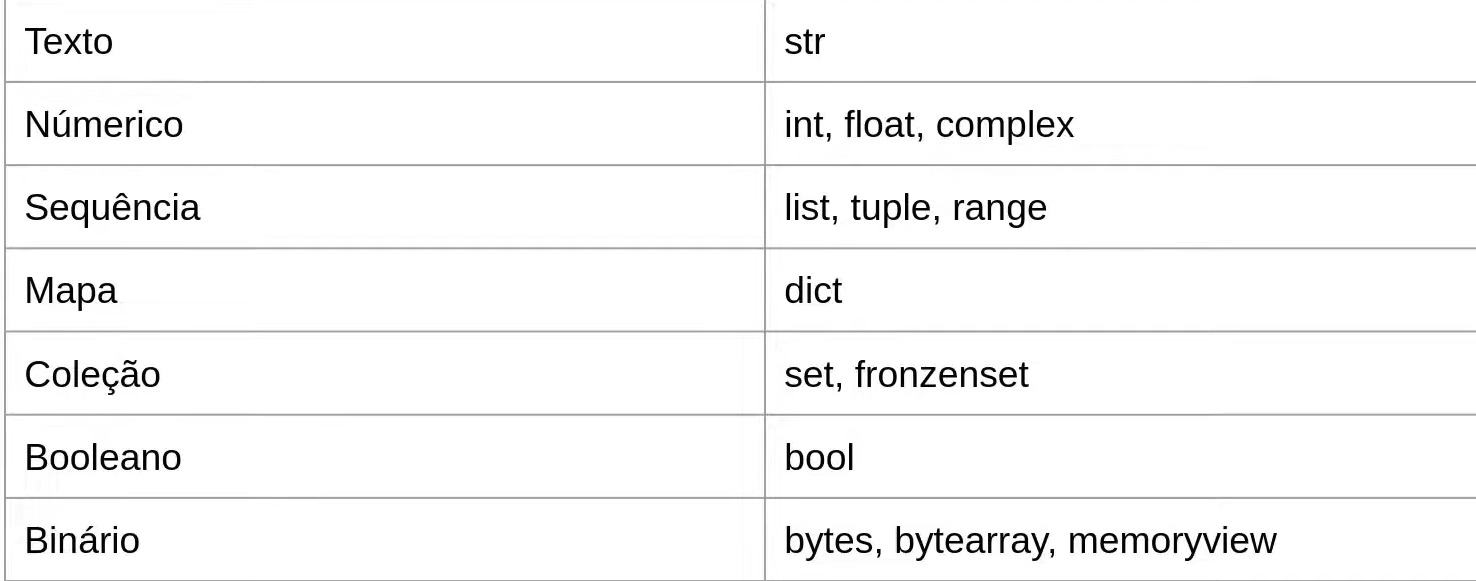 Texto str
Númerico int, float, complex
Sequência list, tuple, range
Mapa dict
Coleção set, fronzenset
Booleano bool
Binário bytes, bytearray, memoryview